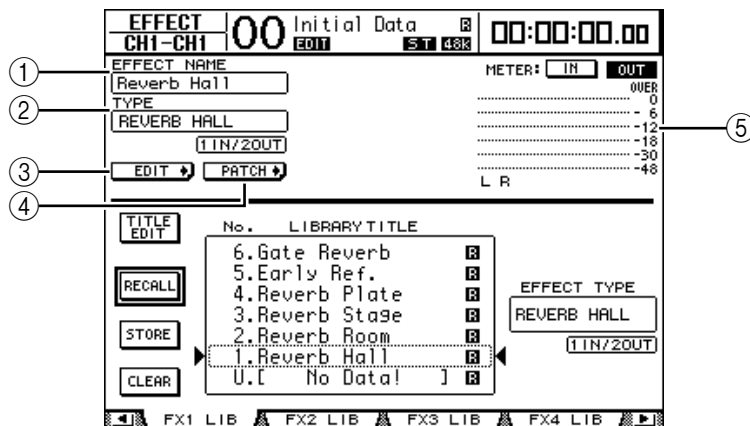 EFFECT
CH1-CH1
00 Initial Data R
EDIT ST 48K
00:00:00.00
① EFFECT NAME
Reverb Hall
② TYPE
REVERB HALL
1IN/2OUT
③ EDIT PATCH
④
METER: IN OUT
OVER
0
- 6
-12 ⑤
-18
-30
-48
L R
TITLE EDIT
RECALL
STORE
CLEAR
No. LIBRARY TITLE
6.Gate Reverb R
5.Early Ref. R
4.Reverb Plate R
3.Reverb Stage R
2.Reverb Room R
1.Reverb Hall R
U.[ No Data! ] R
EFFECT TYPE
REVERB HALL
1IN/2OUT
FX1 LIB FX2 LIB FX3 LIB FX4 LIB